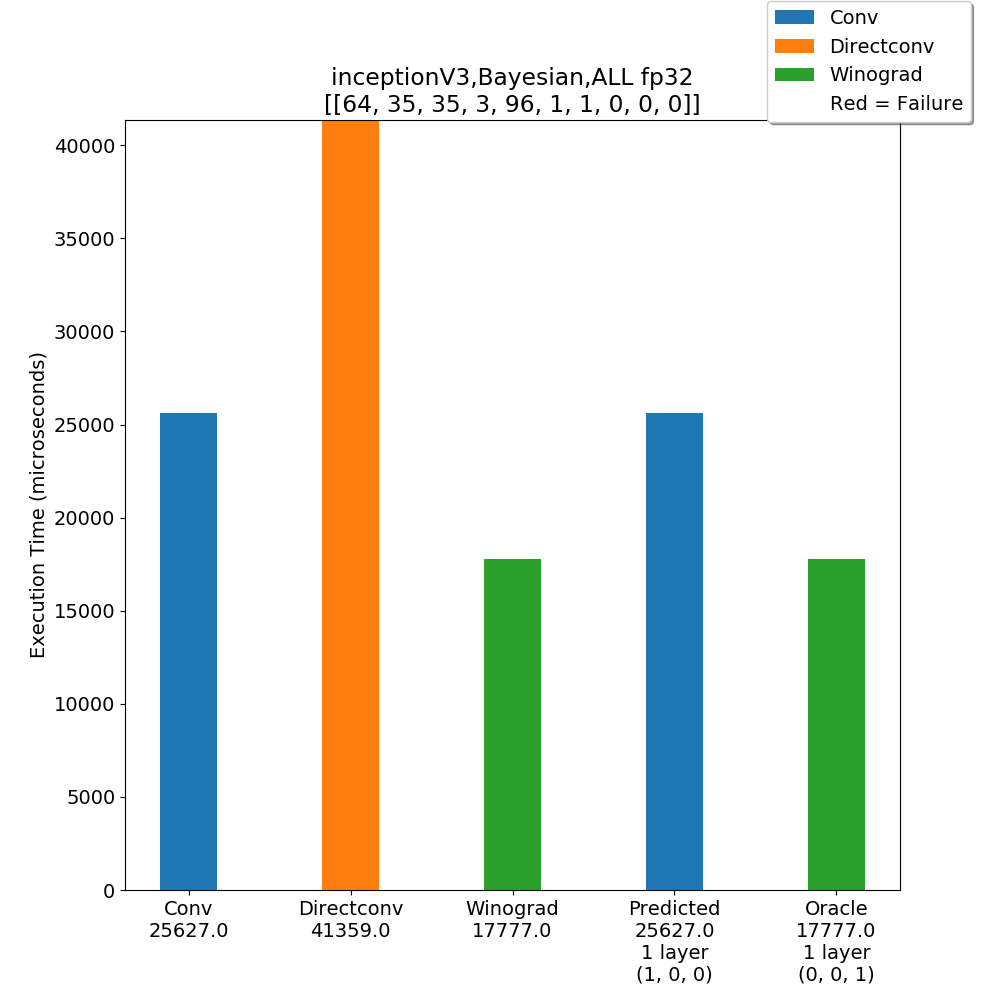 Conv
Directconv
Winograd
Red = Failure
inceptionV3,Bayesian,ALL fp32
[[64, 35, 35, 3, 96, 1, 1, 0, 0, 0]]
Execution Time (microseconds)
40000
35000
30000
25000
20000
15000
10000
5000
0
Conv Directconv Winograd Predicted Oracle
25627.0 41359.0 17777.0 25627.0 17777.0
1 layer 1 layer
(1, 0, 0) (0, 0, 1)